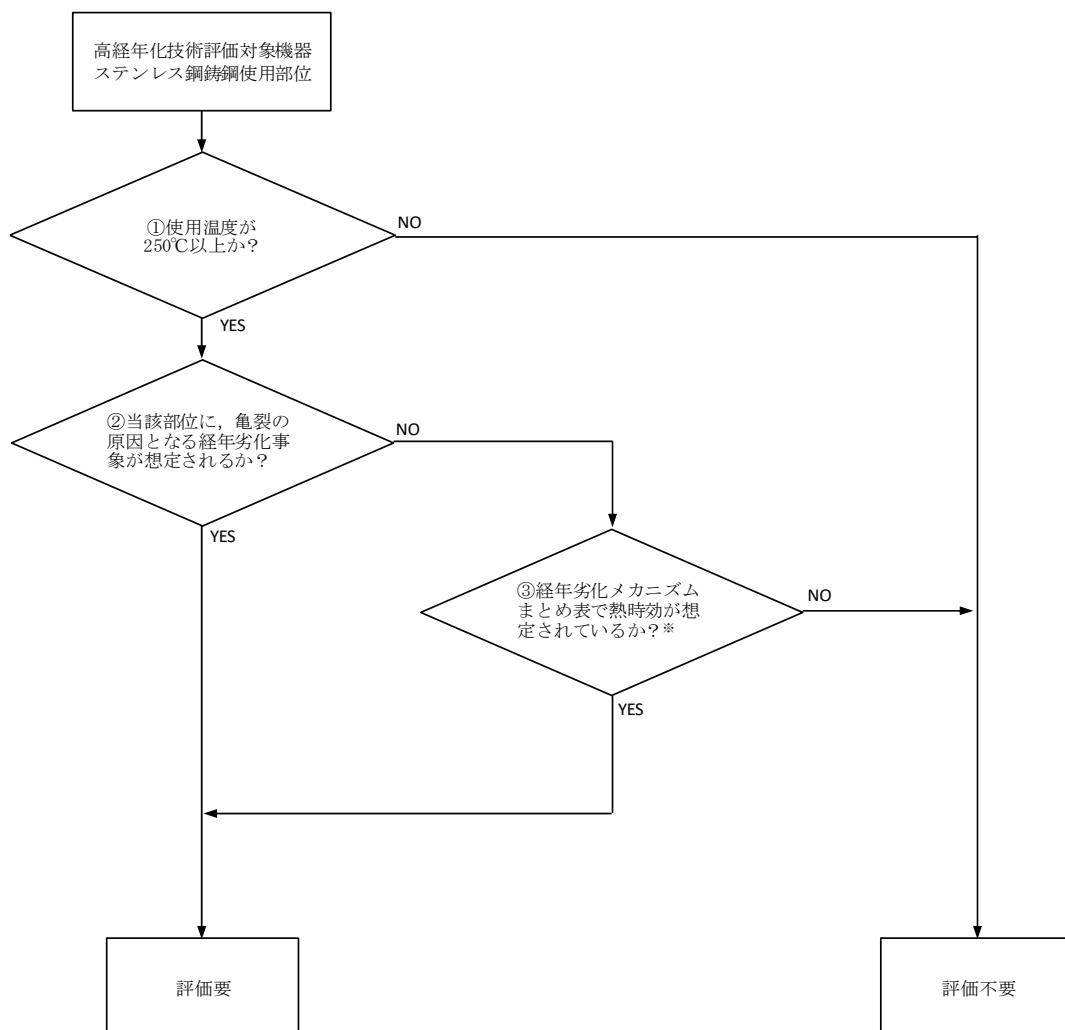 高経年化技術評価対象機器
ステンレス鋼鋳鋼使用部位
①使用温度が
250℃以上か？
NO
YES
②当該部位に，亀裂の
原因となる経年劣化事
象が想定されるか？
NO
YES
③経年劣化メカニズム
まとめ表で熱時効が想
定されているか？※
NO
YES
評価要
評価不要